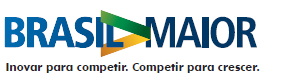 BRASIL MAIOR
Inovar para competir. Competir para crescer.